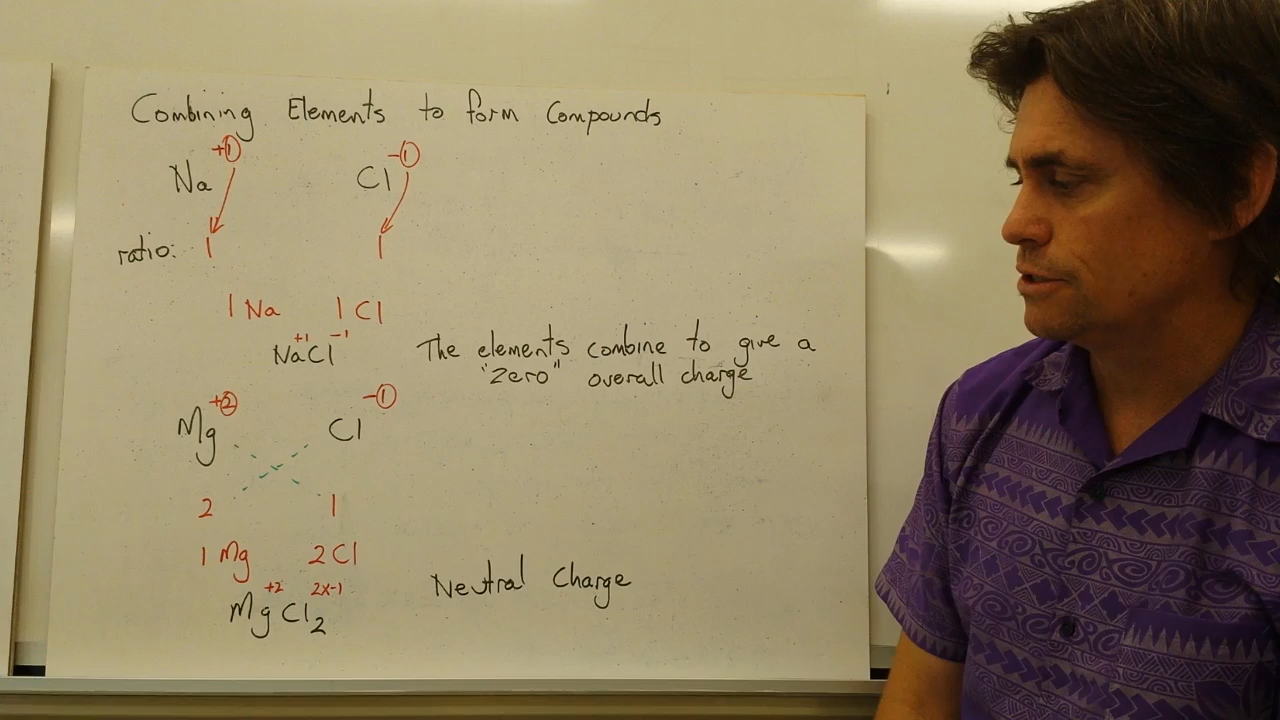 Combining Elements to form Compounds
+1 -1
Na Cl
ratio: 1 1
1 Na 1 Cl
+1 -1
NaCl
The elements combine to give a
"Zero" overall charge
+2 -1
Mg Cl
2 1
1 Mg 2 Cl
+2 2x-1
MgCl₂
Neutral Charge